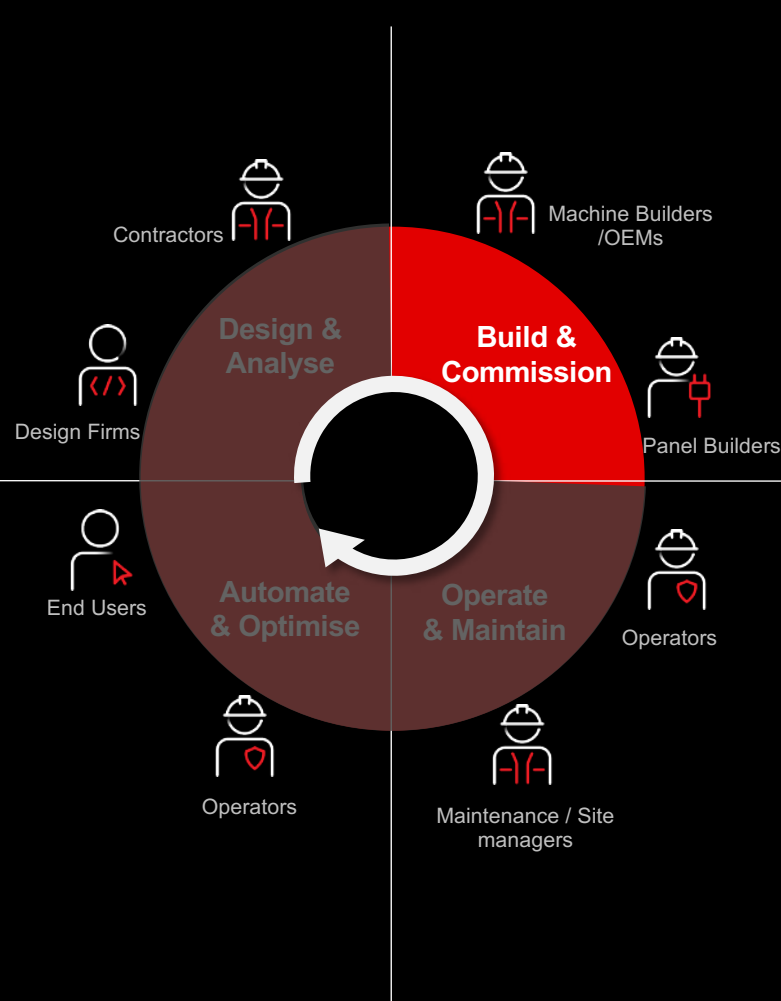 Contractors
Machine Builders
/OEMs
Design &
Analyse
Build &
Commission
Design Firms
Panel Builders
End Users
Automate
& Optimise
Operate
& Maintain
Operators
Operators
Maintenance / Site
managers